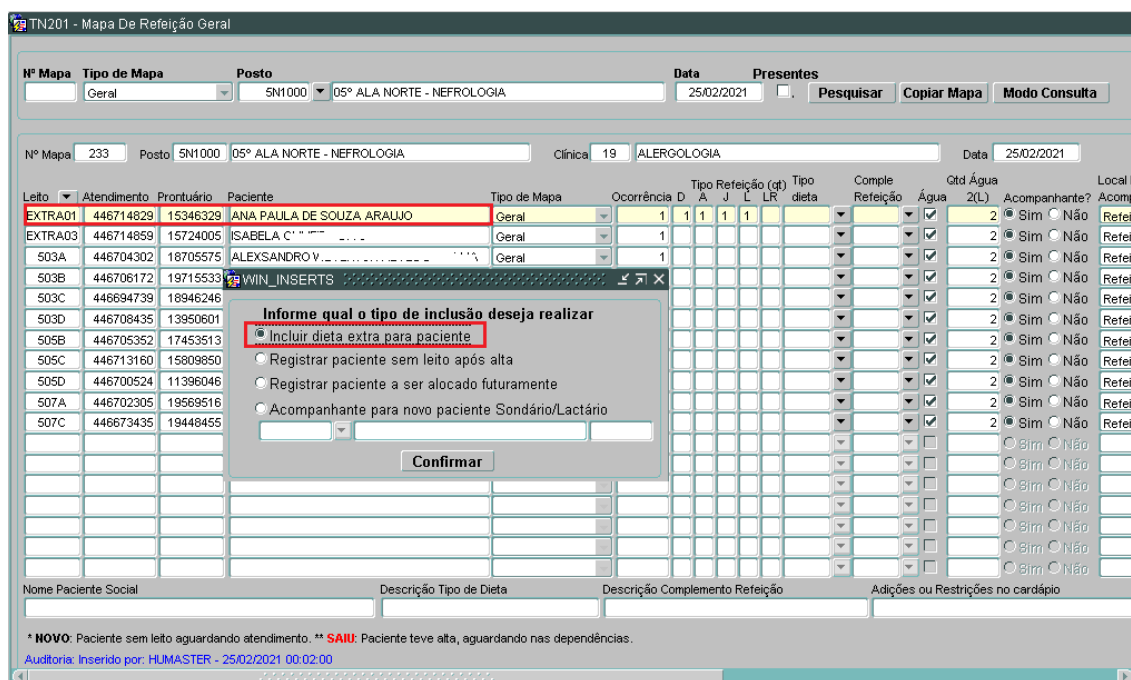 TN201 - Mapa De Refeição Geral
Nº Mapa Tipo de Mapa Posto Data Presentes
Geral 5N1000 05º ALA NORTE - NEFROLOGIA 25/02/2021 . Pesquisar Copiar Mapa Modo Consulta
Nº Mapa 233 Posto 5N1000 05º ALA NORTE - NEFROLOGIA Clínica 19 ALERGOLOGIA Data 25/02/2021
Tipo Refeição (qt) Tipo Comple Qtd Água Local
Leito Atendimento Prontuário Paciente Tipo de Mapa Ocorrência D A J L LR dieta Refeição Água 2(L) Acompanhante? Acomp
EXTRA01 446714829 15346329 ANA PAULA DE SOUZA ARAUJO Geral 1 1 1 1 1 2 Sim Não Refei
EXTRA03 446714859 15724005 ISABELA Geral 1 2 Sim Não Refei
503A 446704302 18705575 ALEXSANDRO Geral 1 2 Sim Não Refei
503B 446706172 19715533 2 Sim Não Refei
503C 446694739 18946246 2 Sim Não Refei
503D 446708435 13950601 2 Sim Não Refei
505B 446705352 17453513 2 Sim Não Refei
505C 446713160 15809850 2 Sim Não Refei
505D 446700524 11396046 2 Sim Não Refei
507A 446702305 19569516 2 Sim Não Refei
507C 446673435 19448455 2 Sim Não Refei
Sim Não
Sim Não
Sim Não
Sim Não
Sim Não
Sim Não
Sim Não
WIN_INSERTS
Informe qual o tipo de inclusão deseja realizar
Incluir dieta extra para paciente
Registrar paciente sem leito após alta
Registrar paciente a ser alocado futuramente
Acompanhante para novo paciente Sondário/Lactário
Confirmar
Nome Paciente Social Descrição Tipo de Dieta Descrição Complemento Refeição Adições ou Restrições no cardápio
* NOVO: Paciente sem leito aguardando atendimento. ** SAIU: Paciente teve alta, aguardando nas dependências.
Auditoria: Inserido por: HUMASTER - 25/02/2021 00:02:00